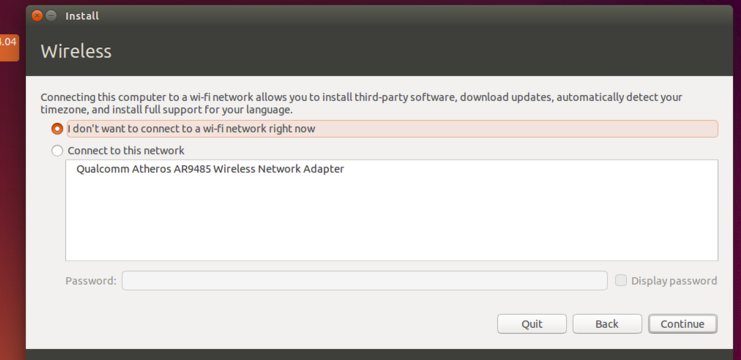 Install
.04
Wireless
Connecting this computer to a wi-fi network allows you to install third-party software, download updates, automatically detect your
timezone, and install full support for your language.
I don't want to connect to a wi-fi network right now
Connect to this network
Qualcomm Atheros AR9485 Wireless Network Adapter
Password:
Display password
Quit
Back
Continue